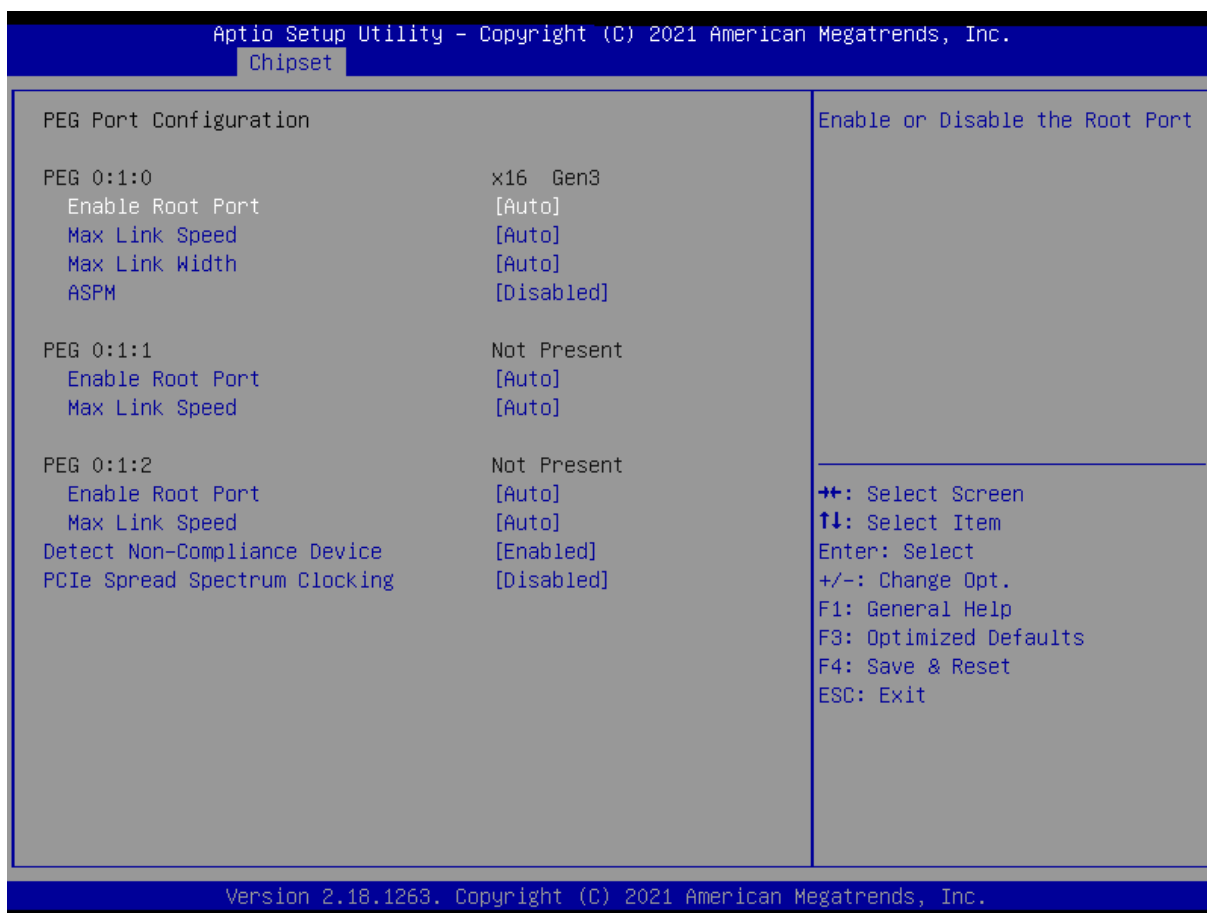 Aptio Setup Utility – Copyright (C) 2021 American Megatrends, Inc.
Chipset
PEG Port Configuration
PEG 0:1:0 x16 Gen3
Enable Root Port [Auto]
Max Link Speed [Auto]
Max Link Width [Auto]
ASPM [Disabled]
PEG 0:1:1 Not Present
Enable Root Port [Auto]
Max Link Speed [Auto]
PEG 0:1:2 Not Present
Enable Root Port [Auto]
Max Link Speed [Auto]
Detect Non-Compliance Device [Enabled]
PCIe Spread Spectrum Clocking [Disabled]
Enable or Disable the Root Port
→←: Select Screen
↑↓: Select Item
Enter: Select
+/-: Change Opt.
F1: General Help
F3: Optimized Defaults
F4: Save & Reset
ESC: Exit
Version 2.18.1263. Copyright (C) 2021 American Megatrends, Inc.